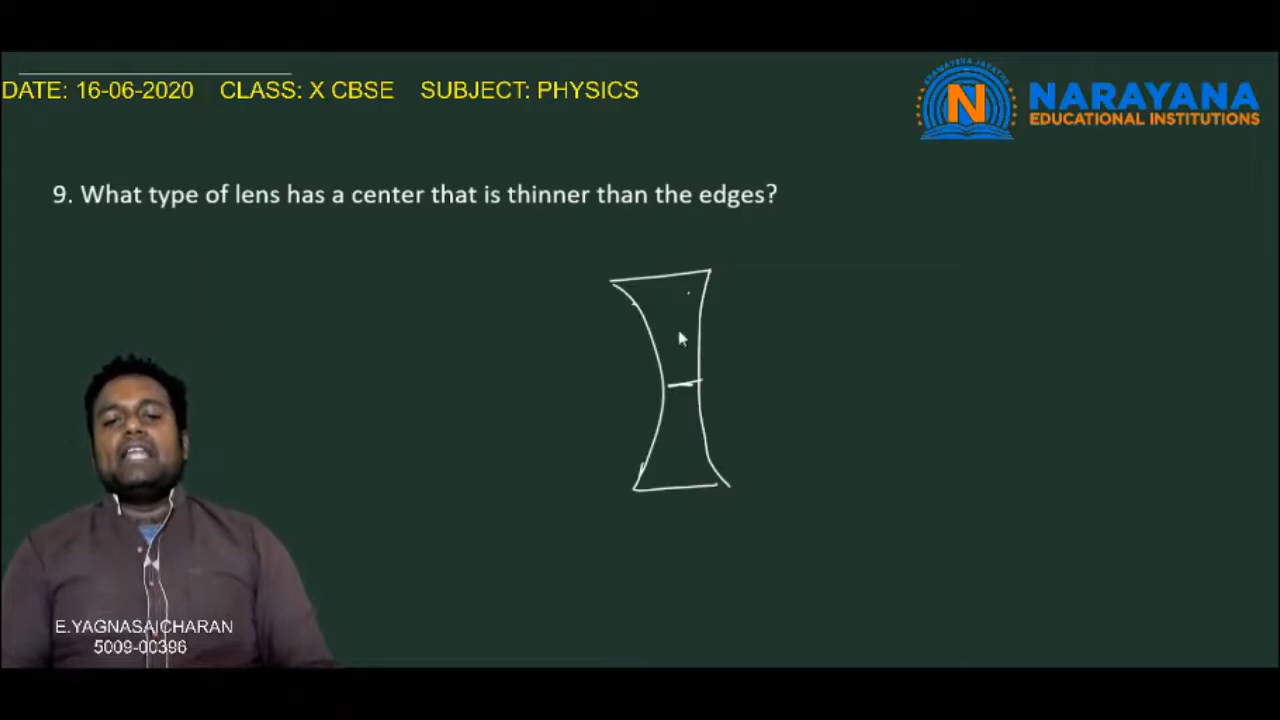 DATE: 16-06-2020 CLASS: X CBSE SUBJECT: PHYSICS
NARAYANA
EDUCATIONAL INSTITUTIONS
9. What type of lens has a center that is thinner than the edges?
E.YAGNASAICHARAN
5009-00396